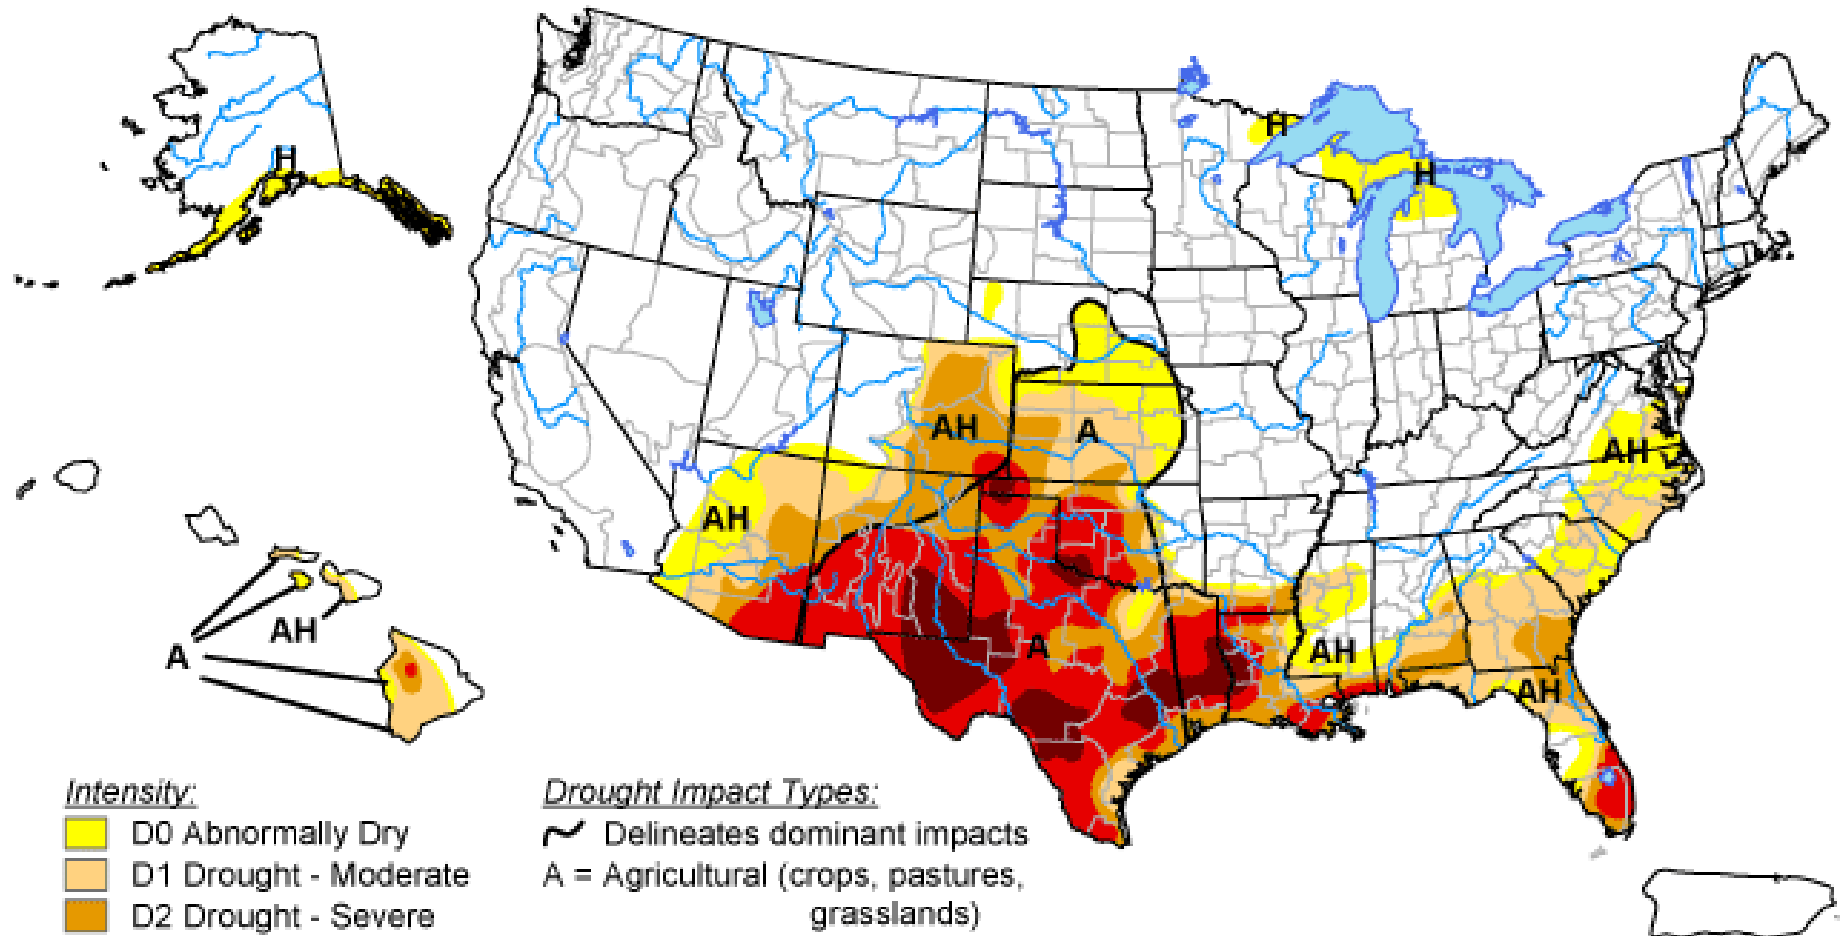 H
H
H
AH
A
AH
AH
A
AH
A
AH
AH
Intensity:
D0 Abnormally Dry
D1 Drought - Moderate
D2 Drought - Severe
Drought Impact Types:
Delineates dominant impacts
A = Agricultural (crops, pastures,
grasslands)